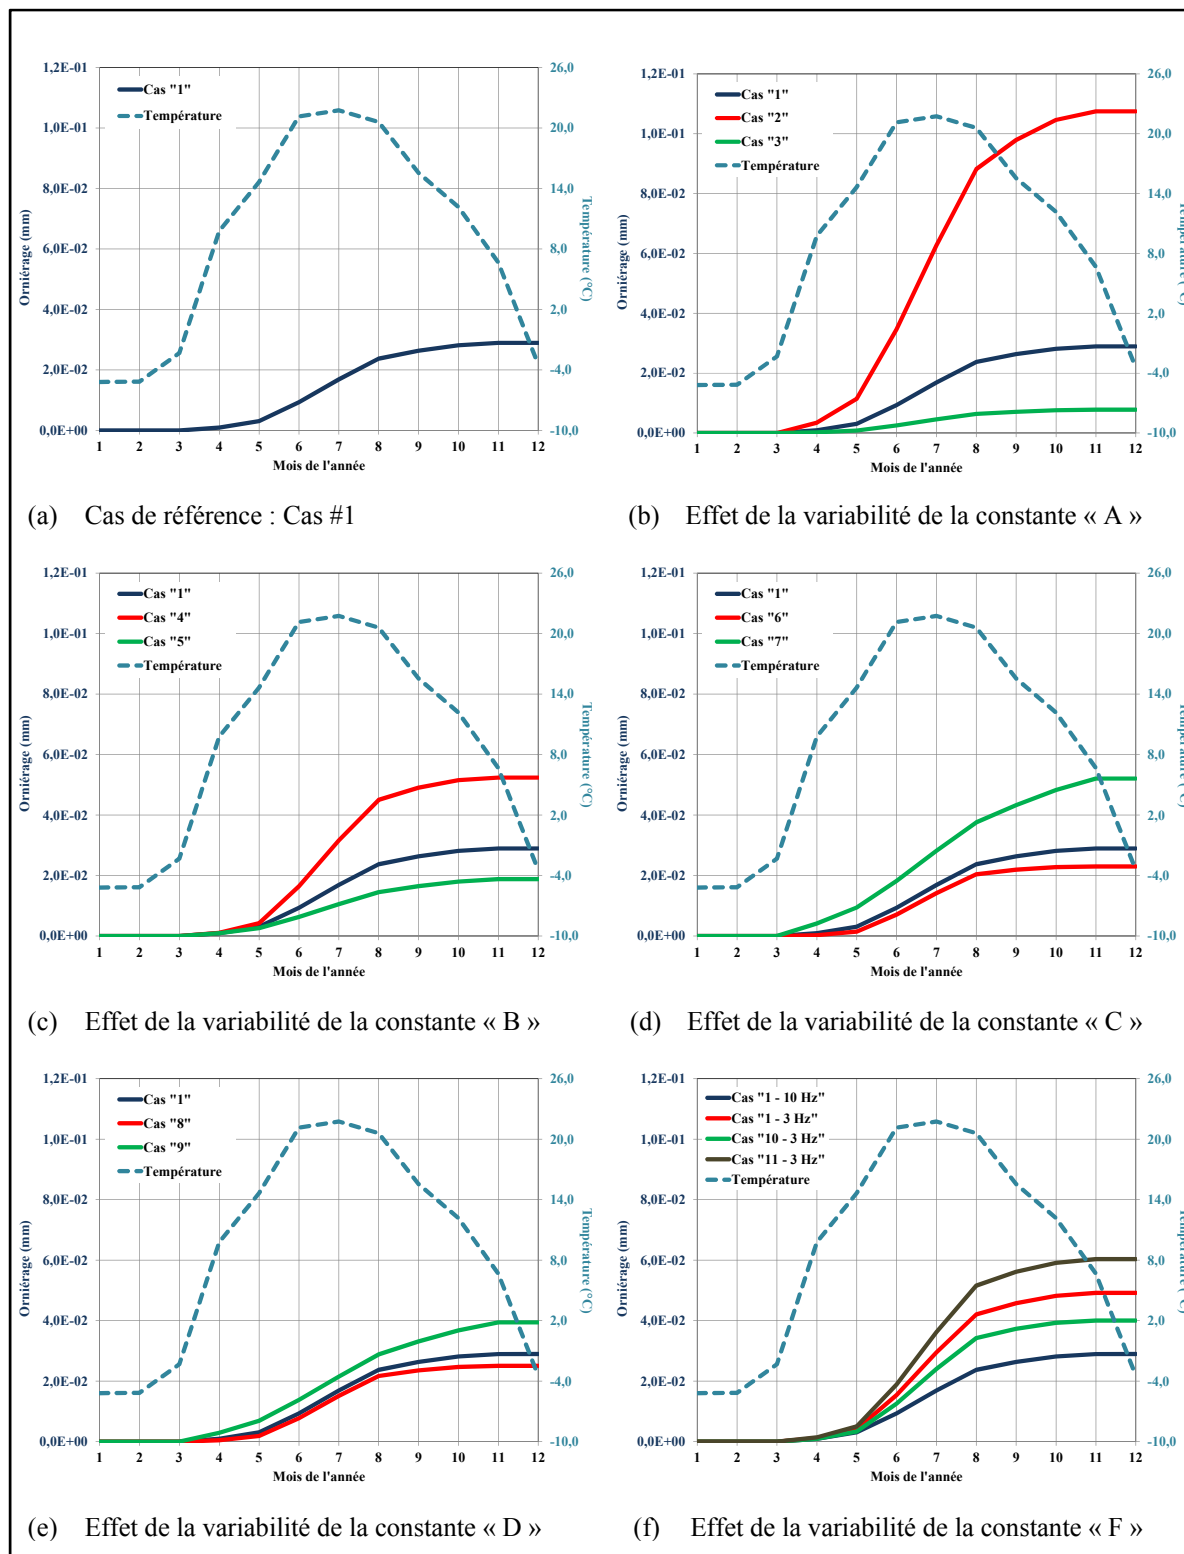 Cas "1"
Température
1,2E-01
1,0E-01
8,0E-02
6,0E-02
4,0E-02
2,0E-02
0,0E+00
Orniérage (mm)
26,0
20,0
14,0
8,0
2,0
-4,0
-10,0
Température (°C)
1 2 3 4 5 6 7 8 9 10 11 12
Mois de l'année
(a) Cas de référence : Cas #1
Cas "1"
Cas "2"
Cas "3"
Température
1,2E-01
1,0E-01
8,0E-02
6,0E-02
4,0E-02
2,0E-02
0,0E+00
Orniérage (mm)
26,0
20,0
14,0
8,0
2,0
-4,0
-10,0
Température (°C)
1 2 3 4 5 6 7 8 9 10 11 12
Mois de l'année
(b) Effet de la variabilité de la constante « A »
Cas "1"
Cas "4"
Cas "5"
Température
1,2E-01
1,0E-01
8,0E-02
6,0E-02
4,0E-02
2,0E-02
0,0E+00
Orniérage (mm)
26,0
20,0
14,0
8,0
2,0
-4,0
-10,0
Température (°C)
1 2 3 4 5 6 7 8 9 10 11 12
Mois de l'année
(c) Effet de la variabilité de la constante « B »
Cas "1"
Cas "6"
Cas "7"
Température
1,2E-01
1,0E-01
8,0E-02
6,0E-02
4,0E-02
2,0E-02
0,0E+00
Orniérage (mm)
26,0
20,0
14,0
8,0
2,0
-4,0
-10,0
Température (°C)
1 2 3 4 5 6 7 8 9 10 11 12
Mois de l'année
(d) Effet de la variabilité de la constante « C »
Cas "1"
Cas "8"
Cas "9"
Température
1,2E-01
1,0E-01
8,0E-02
6,0E-02
4,0E-02
2,0E-02
0,0E+00
Orniérage (mm)
26,0
20,0
14,0
8,0
2,0
-4,0
-10,0
Température (°C)
1 2 3 4 5 6 7 8 9 10 11 12
Mois de l'année
(e) Effet de la variabilité de la constante « D »
Cas "1 - 10 Hz"
Cas "1 - 3 Hz"
Cas "10 - 3 Hz"
Cas "11 - 3 Hz"
Température
1,2E-01
1,0E-01
8,0E-02
6,0E-02
4,0E-02
2,0E-02
0,0E+00
Orniérage (mm)
26,0
20,0
14,0
8,0
2,0
-4,0
-10,0
Température (°C)
1 2 3 4 5 6 7 8 9 10 11 12
Mois de l'année
(f) Effet de la variabilité de la constante « F »